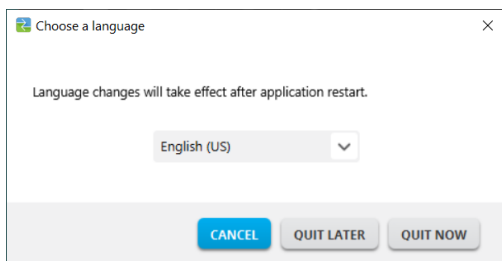 Choose a language
Language changes will take effect after application restart.
English (US)
CANCEL QUIT LATER QUIT NOW